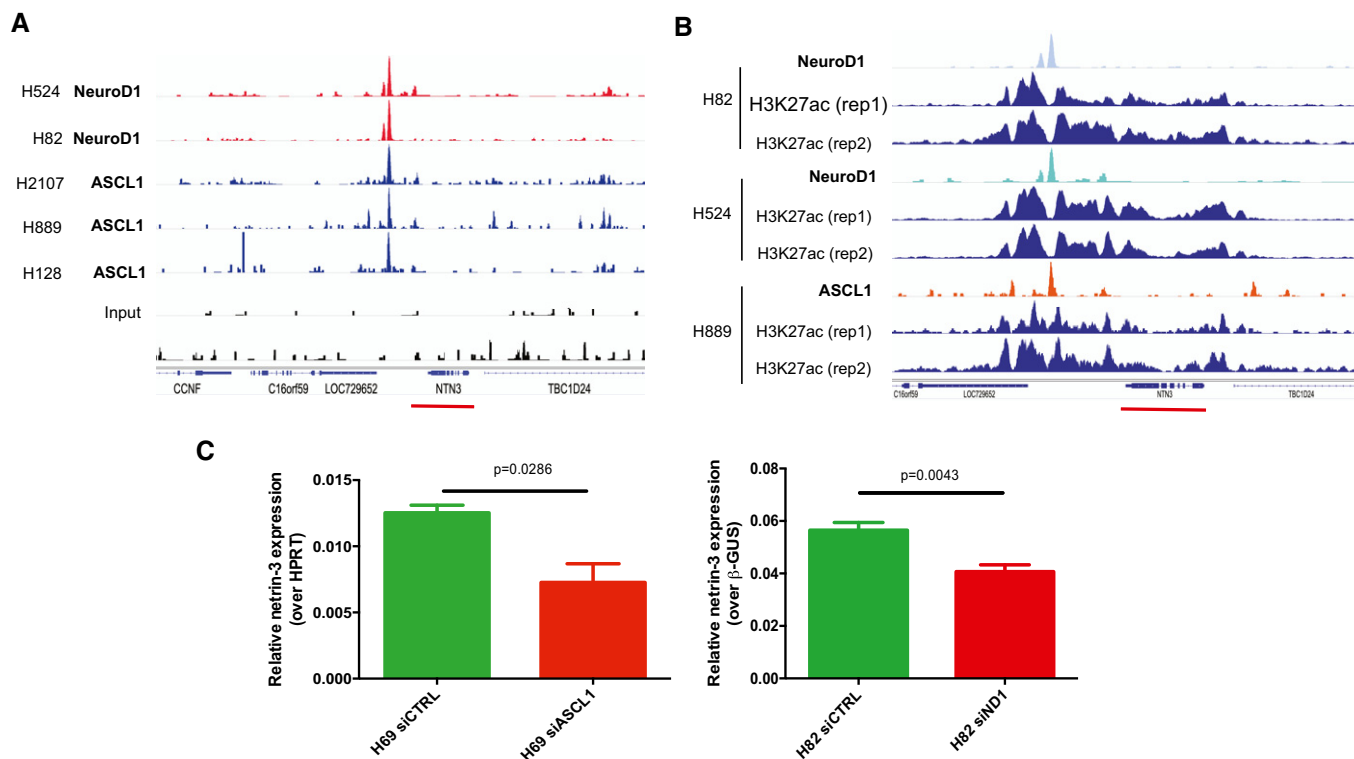 A
H524 NeuroD1
H82 NeuroD1
H2107 ASCL1
H889 ASCL1
H128 ASCL1
Input
CCNF C16orf59 LOC729652 NTN3 TBC1D24
B
NeuroD1
H82
H3K27ac (rep1)
H3K27ac (rep2)
NeuroD1
H524
H3K27ac (rep1)
H3K27ac (rep2)
ASCL1
H889
H3K27ac (rep1)
H3K27ac (rep2)
C16orf59 LOC729652 NTN3 TBC1D24
C
Relative netrin-3 expression
(over HPRT)
p=0.0286
0.015
0.010
0.005
0.000
H69 siCTRL
H69 siASCL1
Relative netrin-3 expression
(over β-GUS)
p=0.0043
0.08
0.06
0.04
0.02
0.00
H82 siCTRL
H82 siND1